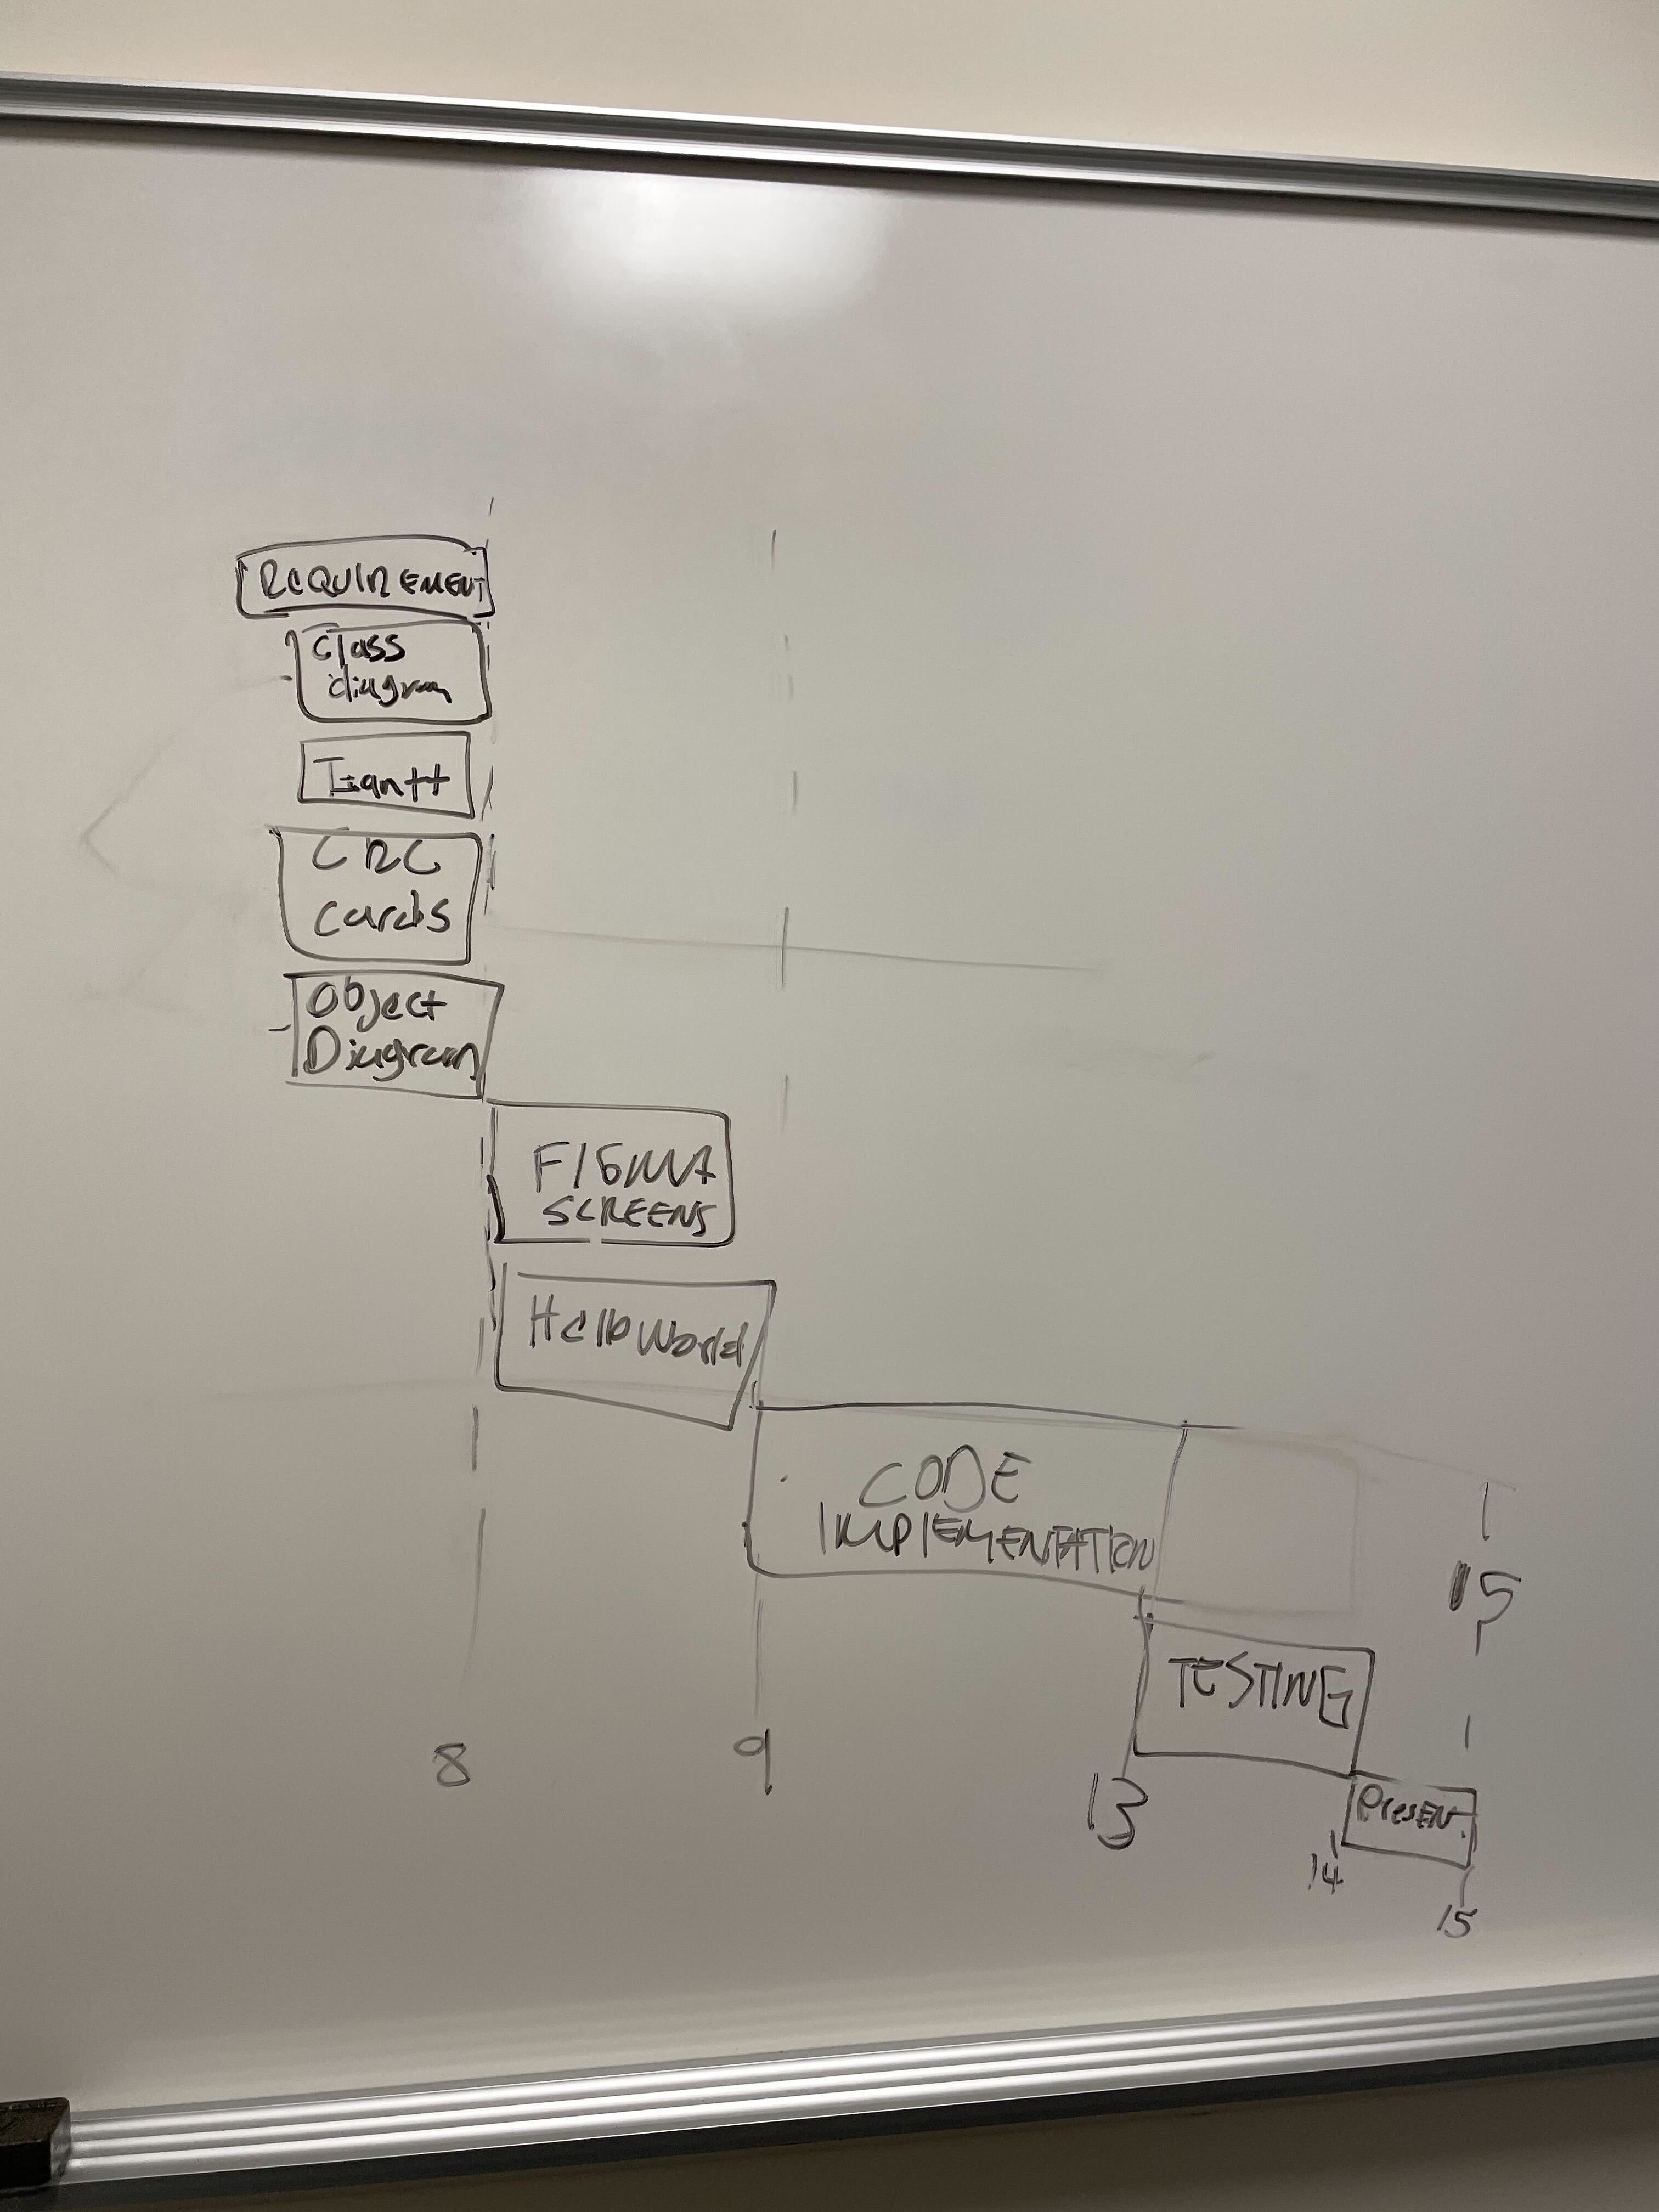 REQUIREMENT
Class
diagram
Gantt
CRC
cards
Object
Diagram
FIGMA
SCREENS
Hello World
CODE
IMPLEMENTATION
15
TESTING
8
9
13
Present.
14
15